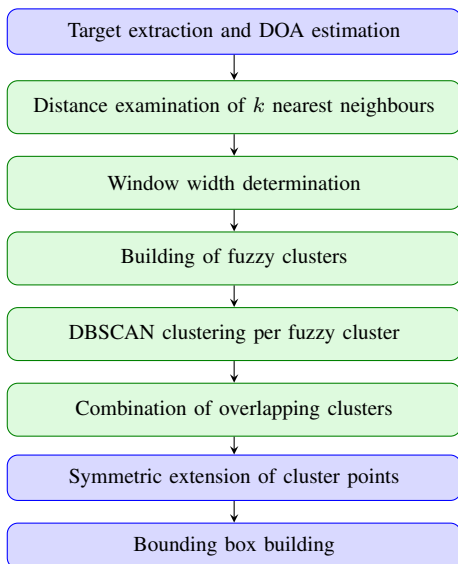 Target extraction and DOA estimation
Distance examination of k nearest neighbours
Window width determination
Building of fuzzy clusters
DBSCAN clustering per fuzzy cluster
Combination of overlapping clusters
Symmetric extension of cluster points
Bounding box building